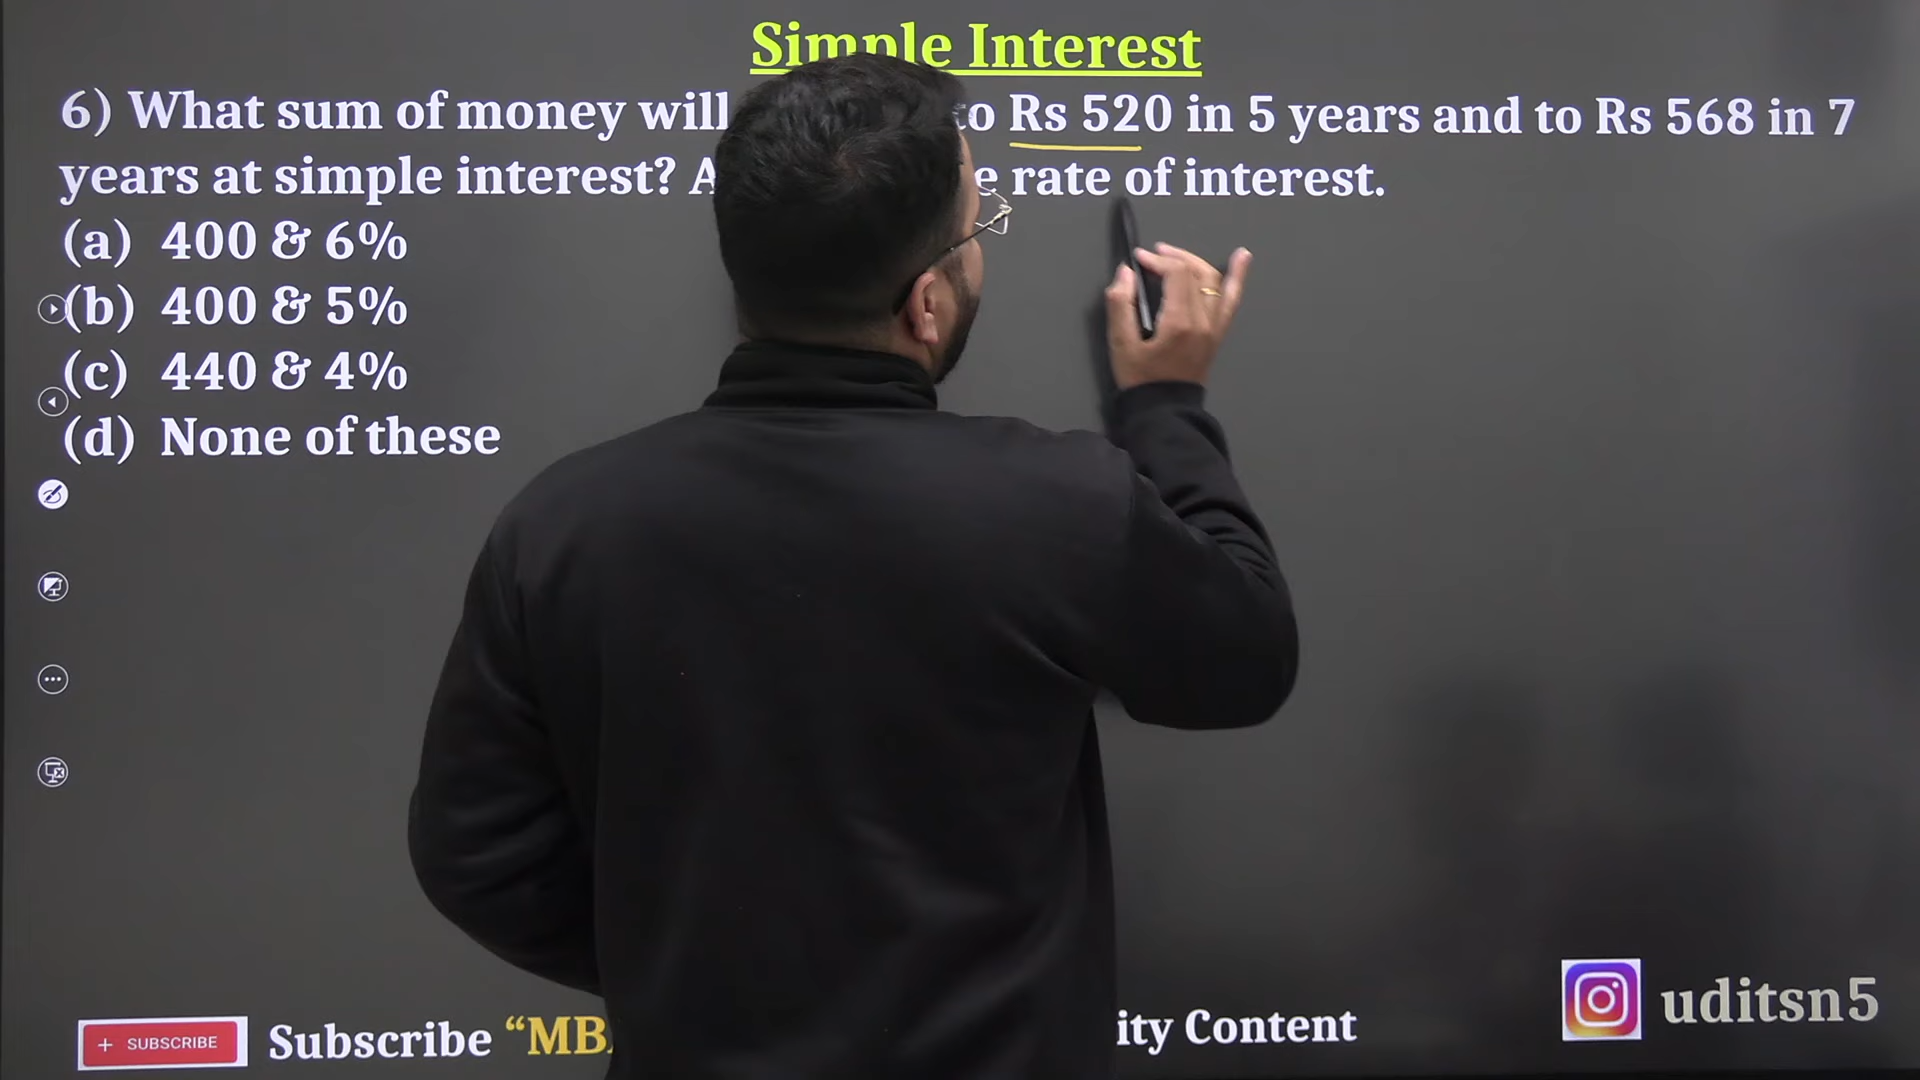 Simple Interest
6) What sum of money will to Rs 520 in 5 years and to Rs 568 in 7
years at simple interest? rate of interest.
(a) 400 & 6%
(b) 400 & 5%
(c) 440 & 4%
(d) None of these
+ SUBSCRIBE Subscribe “MB Content
uditsn5